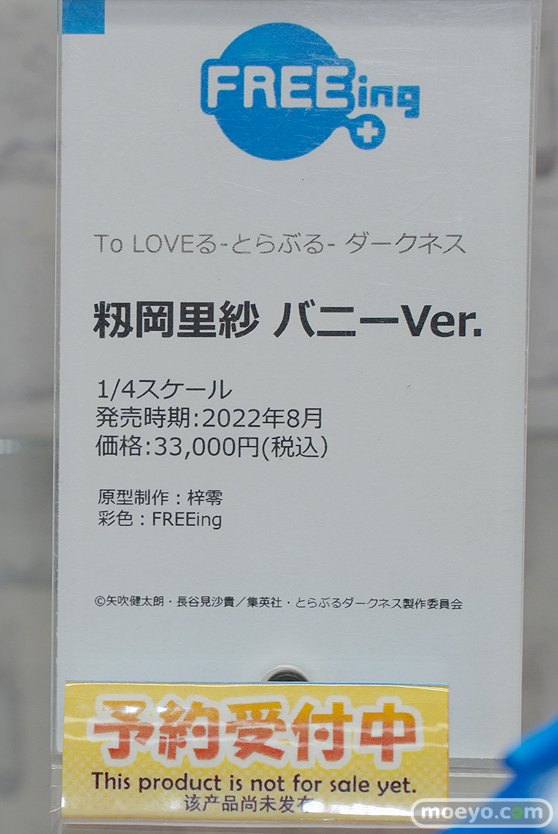 FREEing
To LOVEる-とらぶる- ダークネス
籾岡里紗 バニーVer.
1/4スケール
発売時期:2022年8月
価格:33,000円(税込)
原型制作：梓零
彩色：FREEing
©矢吹健太朗・長谷見沙貴／集英社・とらぶるダークネス製作委員会
予約受付中
This product is not for sale yet.
该产品尚未发布
moeyo.com